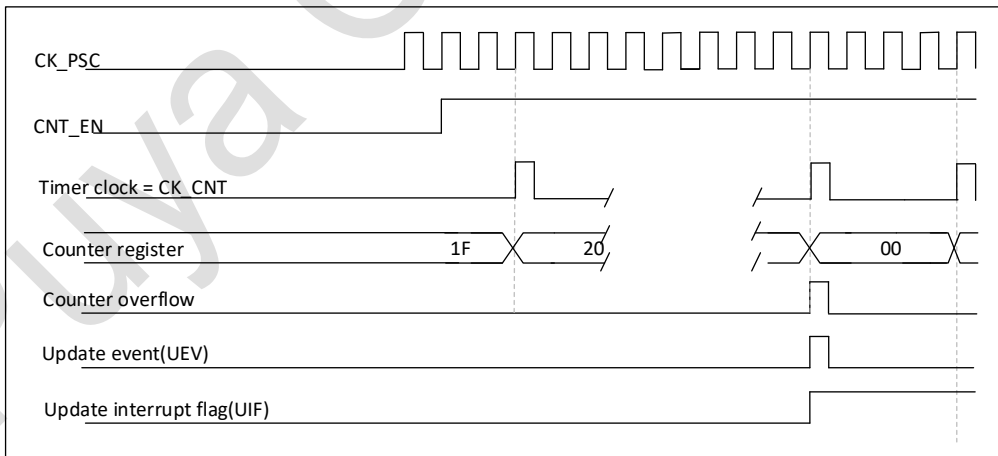 CK_PSC
CNT_EN
Timer clock = CK_CNT
Counter register 1F 20 00
Counter overflow
Update event(UEV)
Update interrupt flag(UIF)